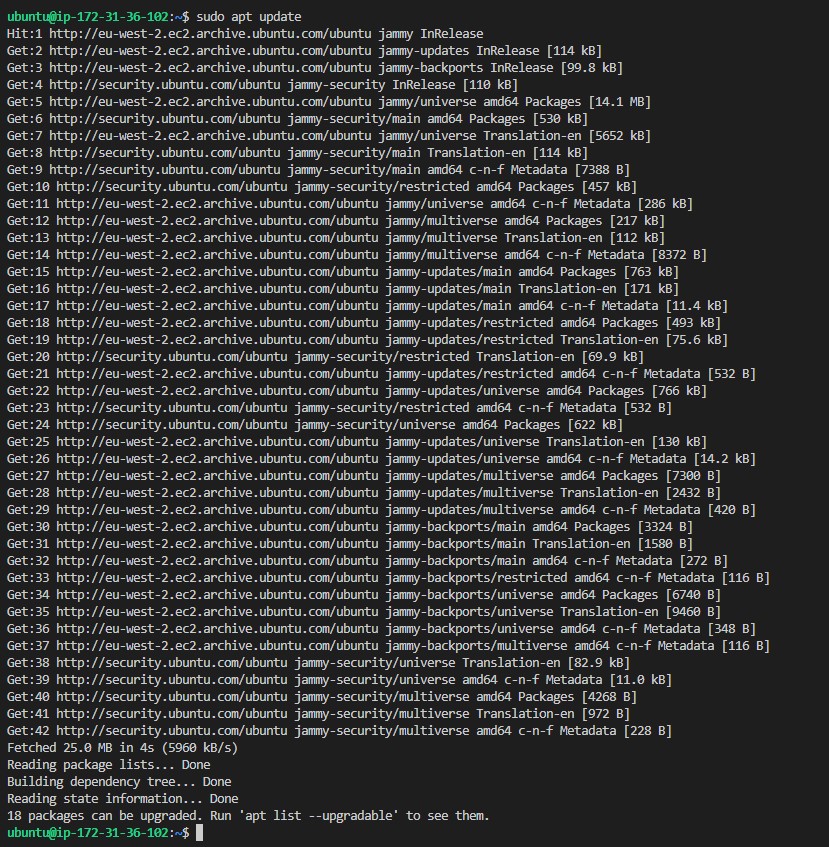 ubuntu@ip-172-31-36-102:~$ sudo apt update
Hit:1 http://eu-west-2.ec2.archive.ubuntu.com/ubuntu jammy InRelease
Get:2 http://eu-west-2.ec2.archive.ubuntu.com/ubuntu jammy-updates InRelease [114 kB]
Get:3 http://eu-west-2.ec2.archive.ubuntu.com/ubuntu jammy-backports InRelease [99.8 kB]
Get:4 http://security.ubuntu.com/ubuntu jammy-security InRelease [110 kB]
Get:5 http://eu-west-2.ec2.archive.ubuntu.com/ubuntu jammy/universe amd64 Packages [14.1 MB]
Get:6 http://security.ubuntu.com/ubuntu jammy-security/main amd64 Packages [530 kB]
Get:7 http://eu-west-2.ec2.archive.ubuntu.com/ubuntu jammy/universe Translation-en [5652 kB]
Get:8 http://security.ubuntu.com/ubuntu jammy-security/main Translation-en [114 kB]
Get:9 http://security.ubuntu.com/ubuntu jammy-security/main amd64 c-n-f Metadata [7388 B]
Get:10 http://security.ubuntu.com/ubuntu jammy-security/restricted amd64 Packages [457 kB]
Get:11 http://eu-west-2.ec2.archive.ubuntu.com/ubuntu jammy/universe amd64 c-n-f Metadata [286 kB]
Get:12 http://eu-west-2.ec2.archive.ubuntu.com/ubuntu jammy/multiverse amd64 Packages [217 kB]
Get:13 http://eu-west-2.ec2.archive.ubuntu.com/ubuntu jammy/multiverse Translation-en [112 kB]
Get:14 http://eu-west-2.ec2.archive.ubuntu.com/ubuntu jammy/multiverse amd64 c-n-f Metadata [8372 B]
Get:15 http://eu-west-2.ec2.archive.ubuntu.com/ubuntu jammy-updates/main amd64 Packages [763 kB]
Get:16 http://eu-west-2.ec2.archive.ubuntu.com/ubuntu jammy-updates/main Translation-en [171 kB]
Get:17 http://eu-west-2.ec2.archive.ubuntu.com/ubuntu jammy-updates/main amd64 c-n-f Metadata [11.4 kB]
Get:18 http://eu-west-2.ec2.archive.ubuntu.com/ubuntu jammy-updates/restricted amd64 Packages [493 kB]
Get:19 http://eu-west-2.ec2.archive.ubuntu.com/ubuntu jammy-updates/restricted Translation-en [75.6 kB]
Get:20 http://security.ubuntu.com/ubuntu jammy-security/restricted Translation-en [69.9 kB]
Get:21 http://eu-west-2.ec2.archive.ubuntu.com/ubuntu jammy-updates/restricted amd64 c-n-f Metadata [532 B]
Get:22 http://eu-west-2.ec2.archive.ubuntu.com/ubuntu jammy-updates/universe amd64 Packages [766 kB]
Get:23 http://security.ubuntu.com/ubuntu jammy-security/restricted amd64 c-n-f Metadata [532 B]
Get:24 http://security.ubuntu.com/ubuntu jammy-security/universe amd64 Packages [622 kB]
Get:25 http://eu-west-2.ec2.archive.ubuntu.com/ubuntu jammy-updates/universe Translation-en [130 kB]
Get:26 http://eu-west-2.ec2.archive.ubuntu.com/ubuntu jammy-updates/universe amd64 c-n-f Metadata [14.2 kB]
Get:27 http://eu-west-2.ec2.archive.ubuntu.com/ubuntu jammy-updates/multiverse amd64 Packages [7300 B]
Get:28 http://eu-west-2.ec2.archive.ubuntu.com/ubuntu jammy-updates/multiverse Translation-en [2432 B]
Get:29 http://eu-west-2.ec2.archive.ubuntu.com/ubuntu jammy-updates/multiverse amd64 c-n-f Metadata [420 B]
Get:30 http://eu-west-2.ec2.archive.ubuntu.com/ubuntu jammy-backports/main amd64 Packages [3324 B]
Get:31 http://eu-west-2.ec2.archive.ubuntu.com/ubuntu jammy-backports/main Translation-en [1580 B]
Get:32 http://eu-west-2.ec2.archive.ubuntu.com/ubuntu jammy-backports/main amd64 c-n-f Metadata [272 B]
Get:33 http://eu-west-2.ec2.archive.ubuntu.com/ubuntu jammy-backports/restricted amd64 c-n-f Metadata [116 B]
Get:34 http://eu-west-2.ec2.archive.ubuntu.com/ubuntu jammy-backports/universe amd64 Packages [6740 B]
Get:35 http://eu-west-2.ec2.archive.ubuntu.com/ubuntu jammy-backports/universe Translation-en [9460 B]
Get:36 http://eu-west-2.ec2.archive.ubuntu.com/ubuntu jammy-backports/universe amd64 c-n-f Metadata [348 B]
Get:37 http://eu-west-2.ec2.archive.ubuntu.com/ubuntu jammy-backports/multiverse amd64 c-n-f Metadata [116 B]
Get:38 http://security.ubuntu.com/ubuntu jammy-security/universe Translation-en [82.9 kB]
Get:39 http://security.ubuntu.com/ubuntu jammy-security/universe amd64 c-n-f Metadata [11.0 kB]
Get:40 http://security.ubuntu.com/ubuntu jammy-security/multiverse amd64 Packages [4268 B]
Get:41 http://security.ubuntu.com/ubuntu jammy-security/multiverse Translation-en [972 B]
Get:42 http://security.ubuntu.com/ubuntu jammy-security/multiverse amd64 c-n-f Metadata [228 B]
Fetched 25.0 MB in 4s (5960 kB/s)
Reading package lists... Done
Building dependency tree... Done
Reading state information... Done
18 packages can be upgraded. Run 'apt list --upgradable' to see them.
ubuntu@ip-172-31-36-102:~$